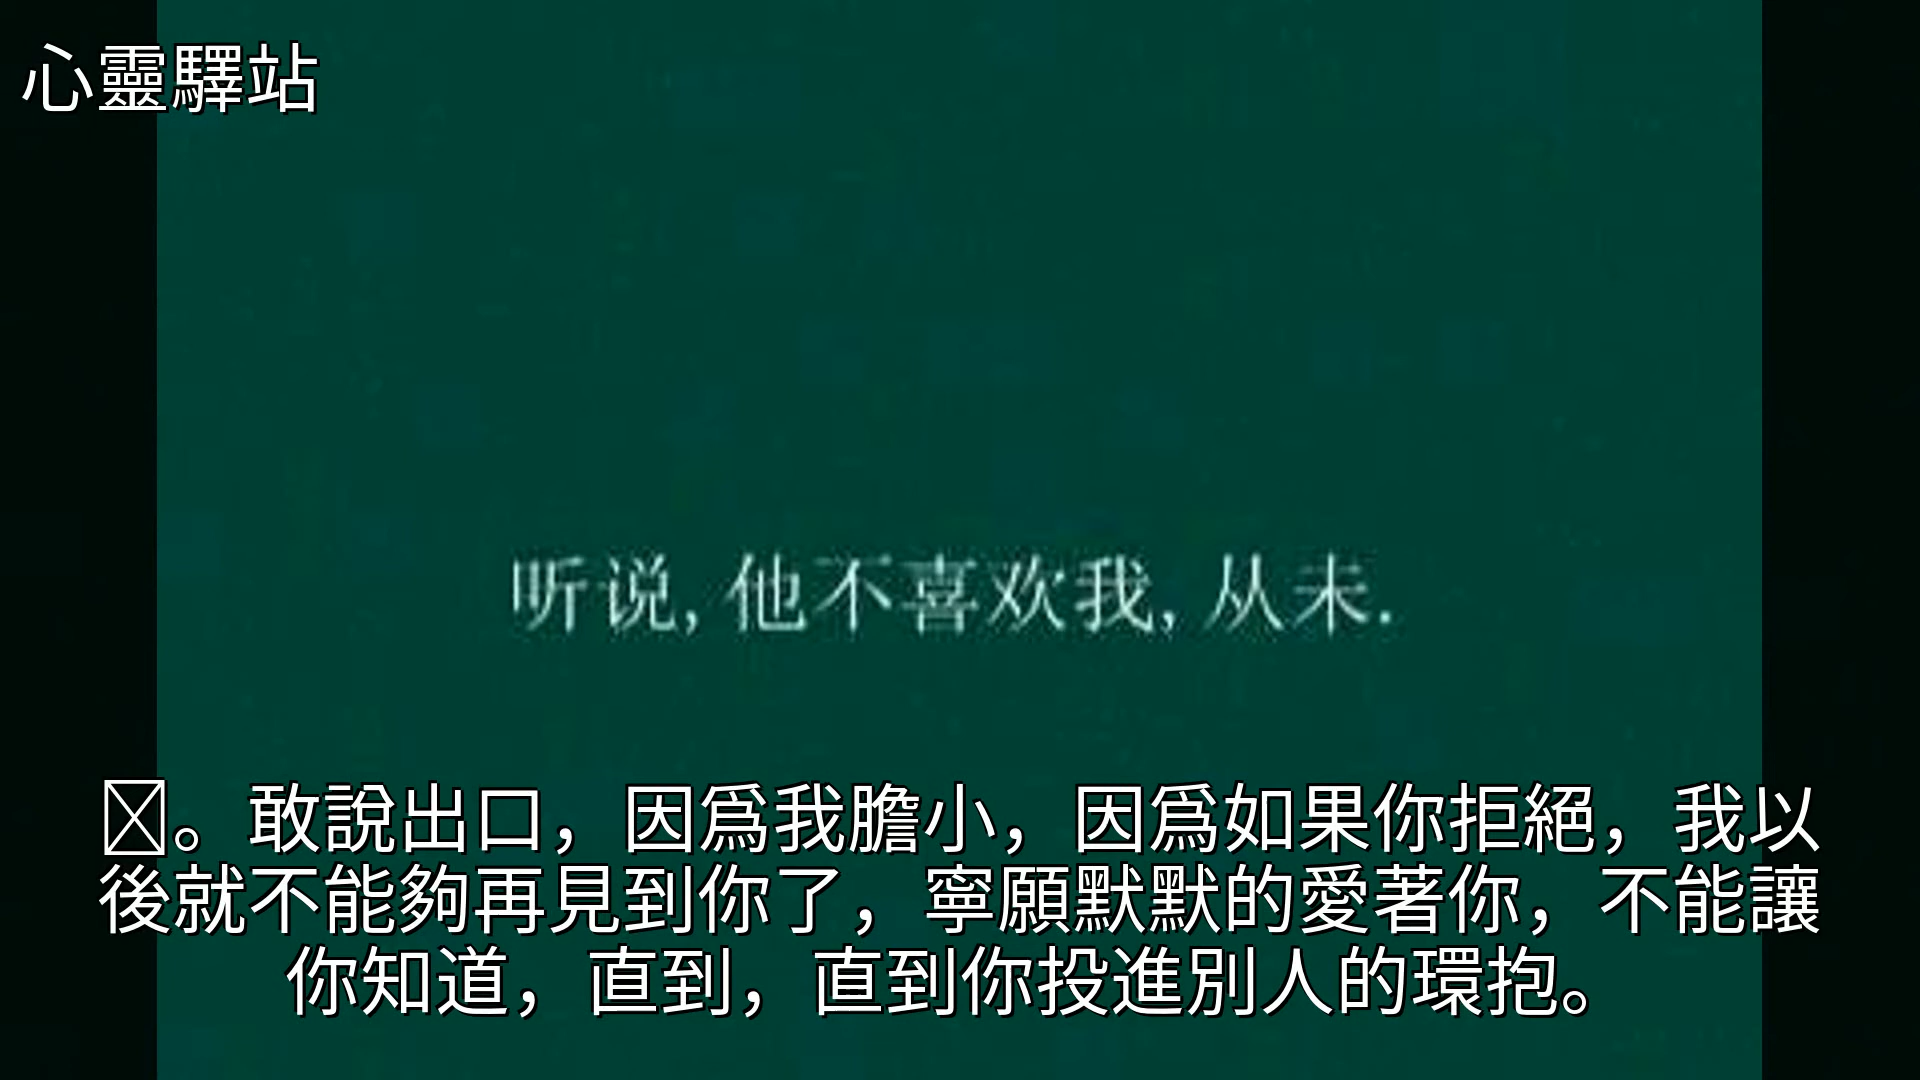 心靈驛站
听说, 他不喜欢我, 从未.
。敢說出口，因爲我膽小，因爲如果你拒絕，我以
後就不能夠再見到你了，寧願默默的愛著你，不能讓
你知道，直到，直到你投進別人的環抱。